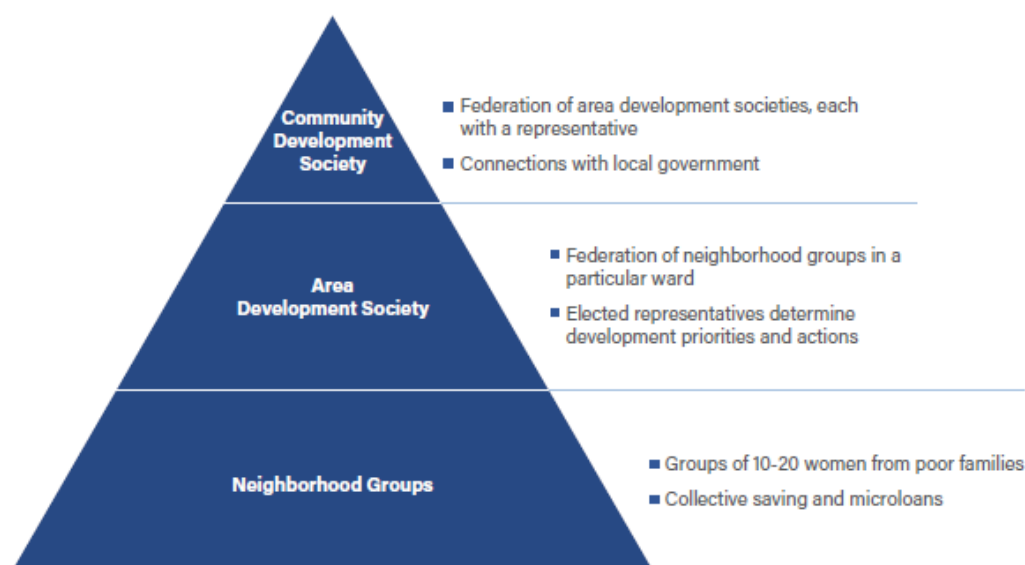 Community
Development
Society
■ Federation of area development societies, each
with a representative
■ Connections with local government
Area
Development Society
■ Federation of neighborhood groups in a
particular ward
■ Elected representatives determine
development priorities and actions
Neighborhood Groups
■ Groups of 10-20 women from poor families
■ Collective saving and microloans